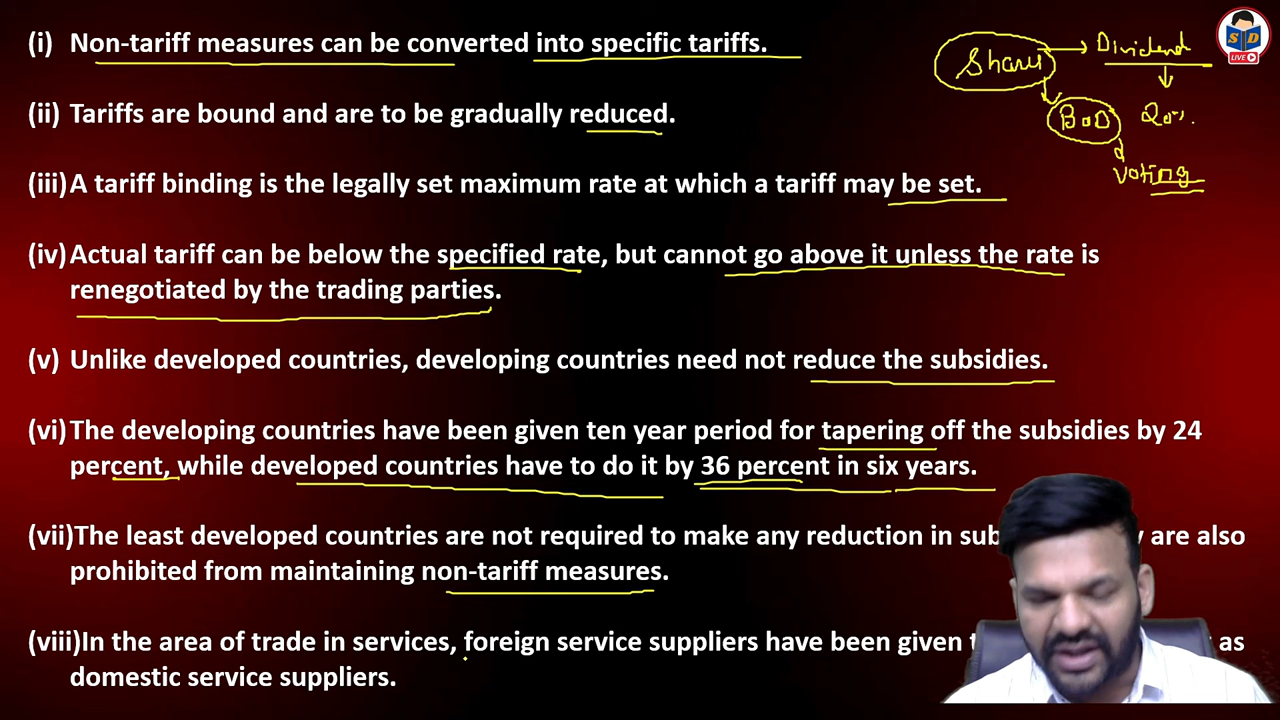 (i) Non-tariff measures can be converted into specific tariffs.
(ii) Tariffs are bound and are to be gradually reduced.
(iii) A tariff binding is the legally set maximum rate at which a tariff may be set.
(iv) Actual tariff can be below the specified rate, but cannot go above it unless the rate is
renegotiated by the trading parties.
(v) Unlike developed countries, developing countries need not reduce the subsidies.
(vi) The developing countries have been given ten year period for tapering off the subsidies by 24
percent, while developed countries have to do it by 36 percent in six years.
(vii)The least developed countries are not required to make any reduction in are also
prohibited from maintaining non-tariff measures.
(viii)In the area of trade in services, foreign service suppliers have been given as
domestic service suppliers.
Dividend
BOD
Voting
S D
LIVE